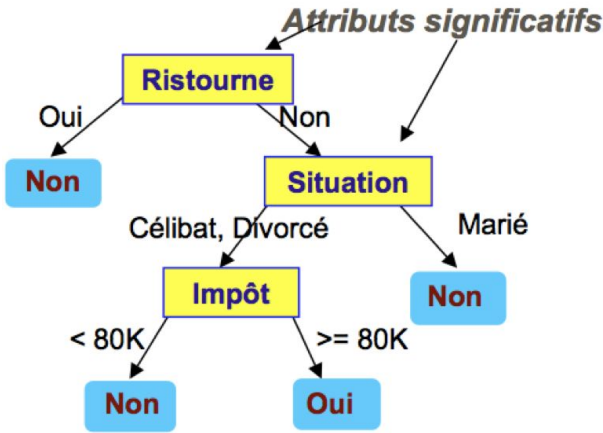 Attributs significatifs
Ristourne
Oui
Non
Non
Situation
Célibat, Divorcé
Marié
Impôt
Non
< 80K
>= 80K
Non
Oui